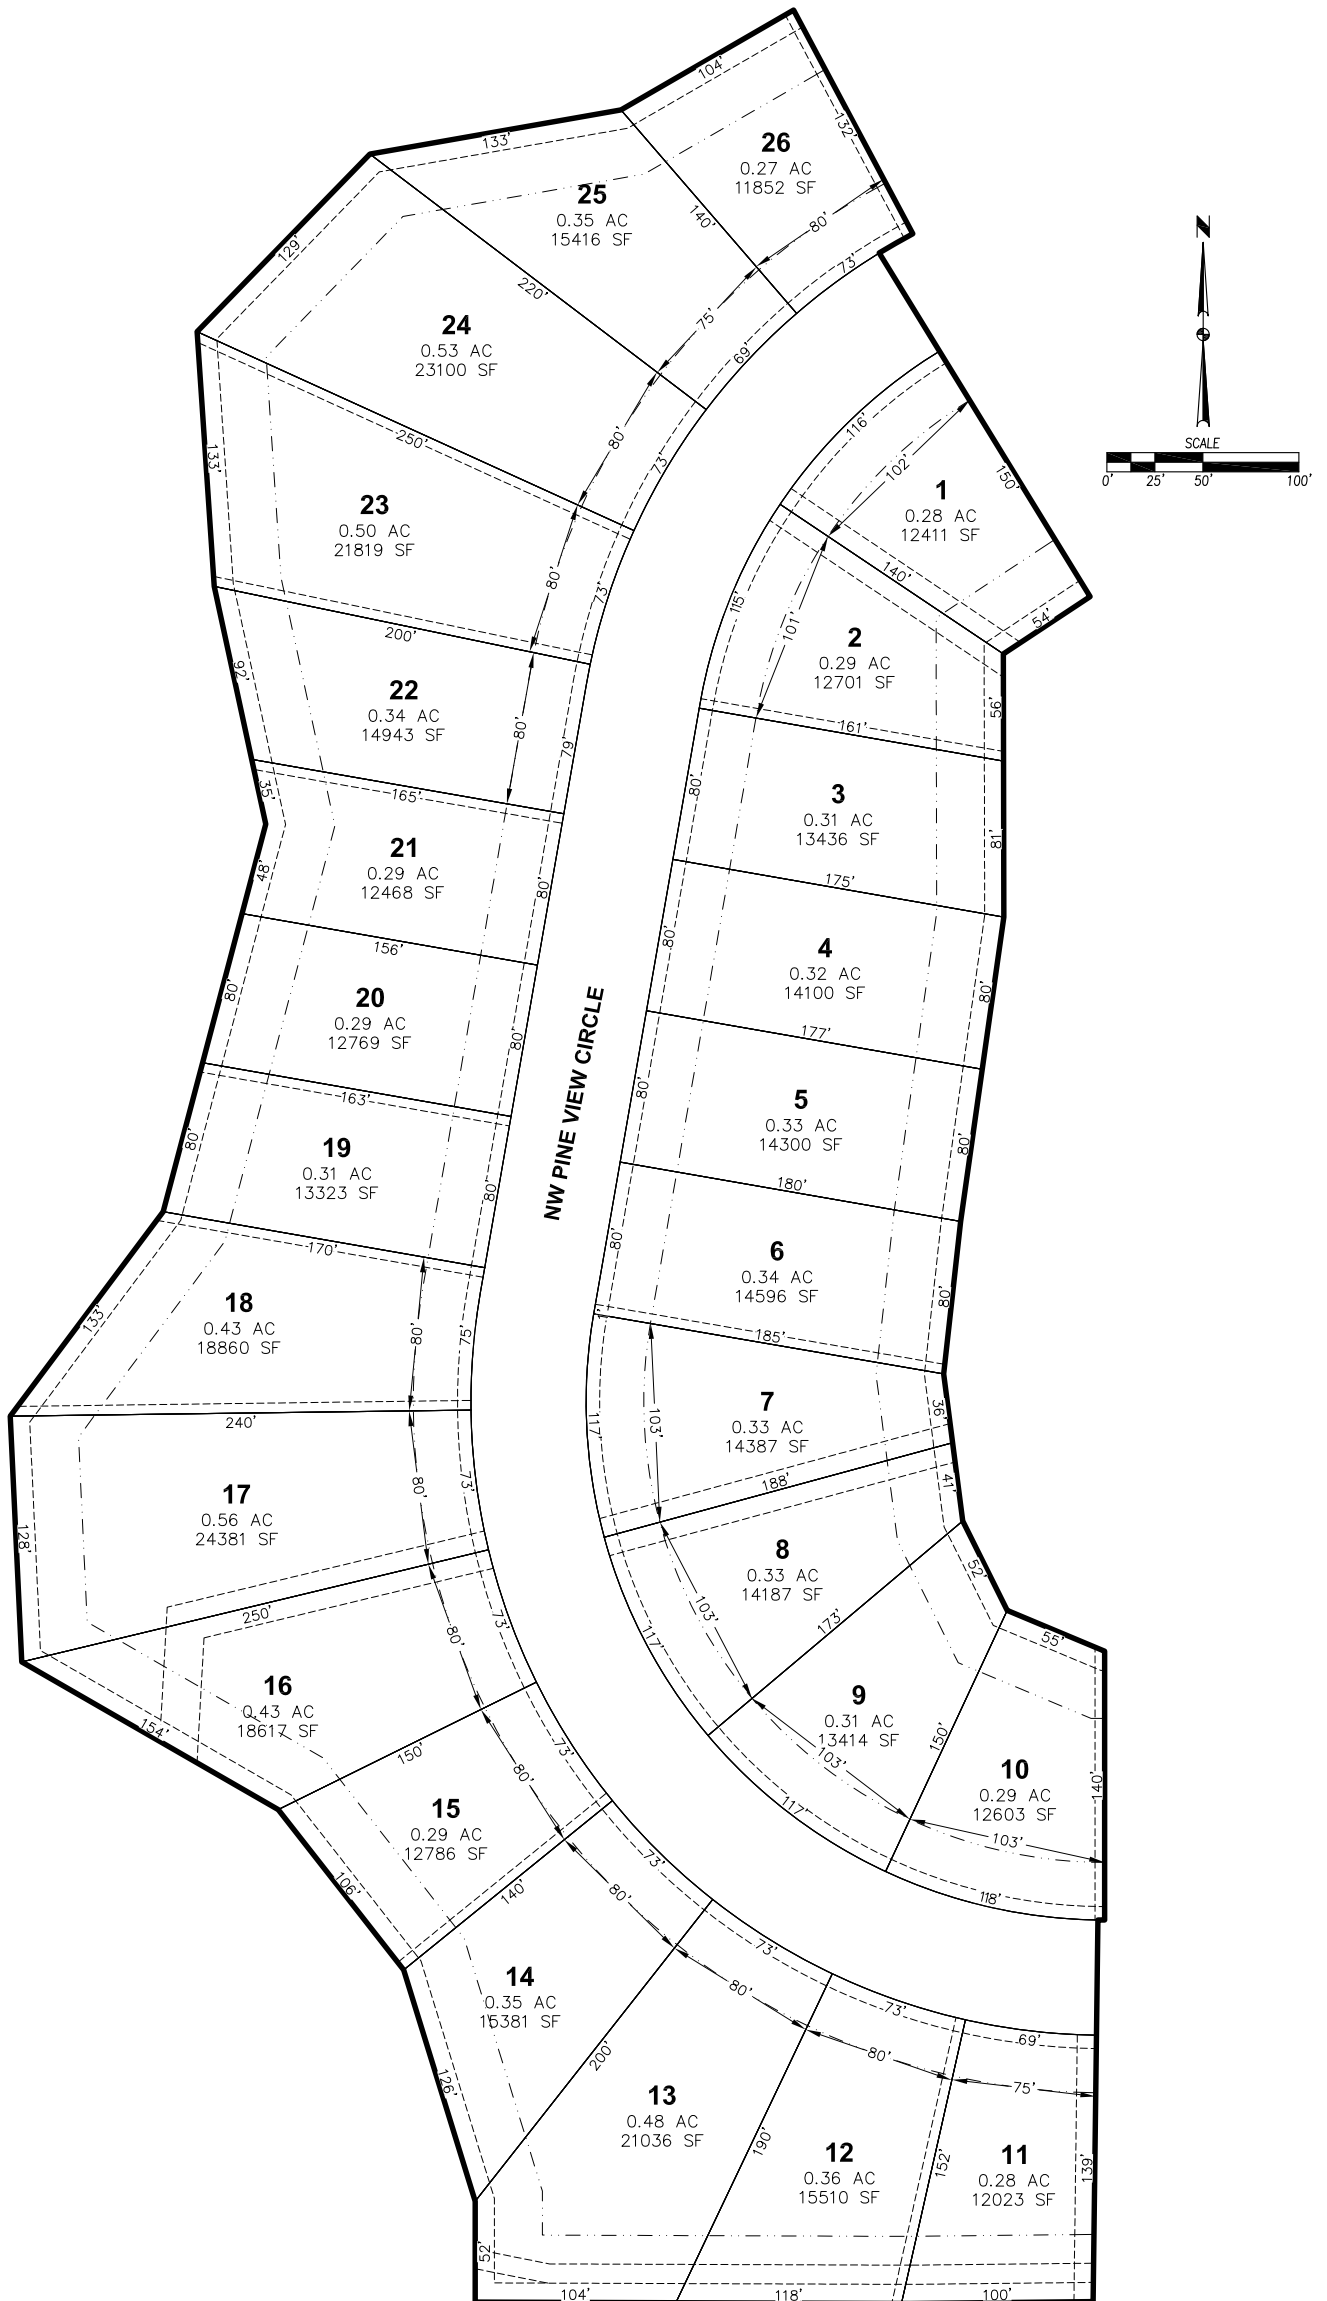 104'
133'
132'
26
0.27 AC
11852 SF
25
0.35 AC
15416 SF
140'
80'
129'
73'
220'
75'
24
0.53 AC
23100 SF
69'
N
SCALE
0' 25' 50' 100'
116'
102'
150'
250'
80'
73'
133'
1
0.28 AC
12411 SF
23
0.50 AC
21819 SF
140'
80'
73'
115'
101'
54'
200'
2
0.29 AC
12701 SF
92'
22
0.34 AC
14943 SF
80'
79'
56'
161'
35'
165'
80'
3
0.31 AC
13436 SF
81'
21
0.29 AC
12468 SF
48'
80'
175'
156'
80'
4
0.32 AC
14100 SF
80'
20
0.29 AC
12769 SF
80'
80'
NW PINE VIEW CIRCLE
177'
163'
80'
5
0.33 AC
14300 SF
80'
19
0.31 AC
13323 SF
80'
80'
180'
170'
80'
6
0.34 AC
14596 SF
80'
18
0.43 AC
18860 SF
133'
80'
75'
185'
240'
117'
103'
7
0.33 AC
14387 SF
36'
188'
41'
17
0.56 AC
24381 SF
80'
73'
128'
8
0.33 AC
14187 SF
52'
250'
80'
73'
103'
117'
173'
55'
16
0.43 AC
18617 SF
154'
9
0.31 AC
13414 SF
103'
150'
150'
80'
73'
10
0.29 AC
12603 SF
140'
117'
103'
118'
15
0.29 AC
12786 SF
106'
140'
80'
73'
14
0.35 AC
15381 SF
80'
73'
73'
69'
126'
200'
80'
75'
13
0.48 AC
21036 SF
190'
12
0.36 AC
15510 SF
152'
11
0.28 AC
12023 SF
139'
52'
104'
118'
100'